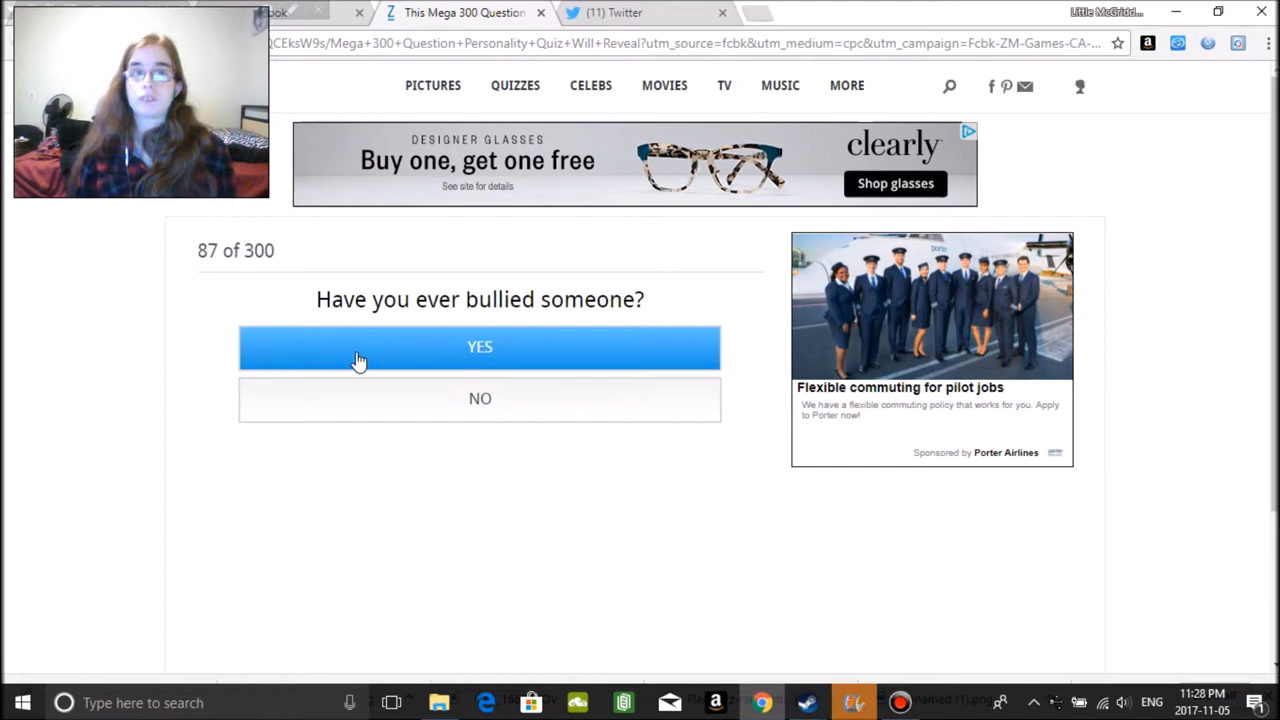 ook
This Mega 300 Question
(11) Twitter
Little McGridd...
QCEksW9s/Mega+300+Question+Personality+Quiz+Will+Reveal?utm_source=fcbk&utm_medium=cpc&utm_campaign=Fcbk-ZM-Games-CA-...
PICTURES QUIZZES CELEBS MOVIES TV MUSIC MORE
DESIGNER GLASSES
Buy one, get one free
See site for details
clearly
Shop glasses
87 of 300
Have you ever bullied someone?
YES
NO
porter
Flexible commuting for pilot jobs
We have a flexible commuting policy that works for you. Apply
to Porter now!
Sponsored by Porter Airlines
Type here to search
ENG
11:28 PM
2017-11-05